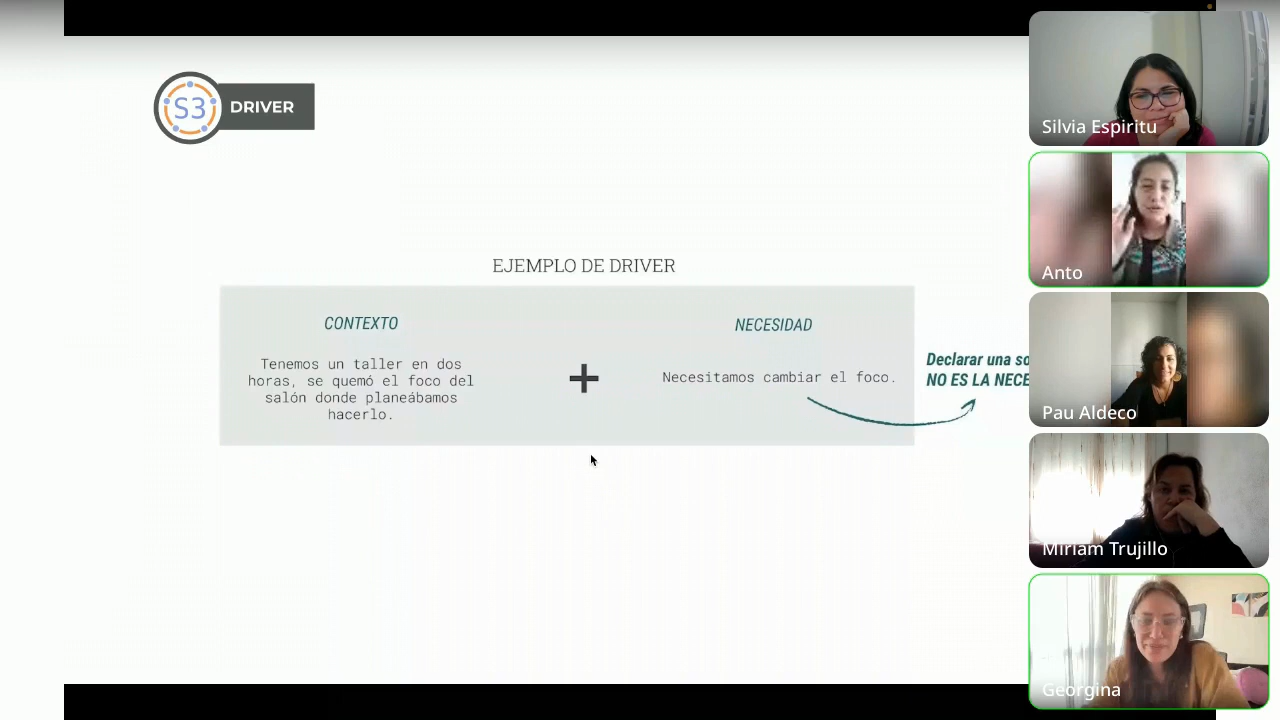 S3 DRIVER
EJEMPLO DE DRIVER
CONTEXTO
Tenemos un taller en dos
horas, se quemó el foco del
salón donde planeábamos
hacerlo.
+
NECESIDAD
Necesitamos cambiar el foco.
Declarar una so
NO ES LA NECE
Silvia Espiritu
Anto
Pau Aldeco
Miriam Trujillo
Georgina